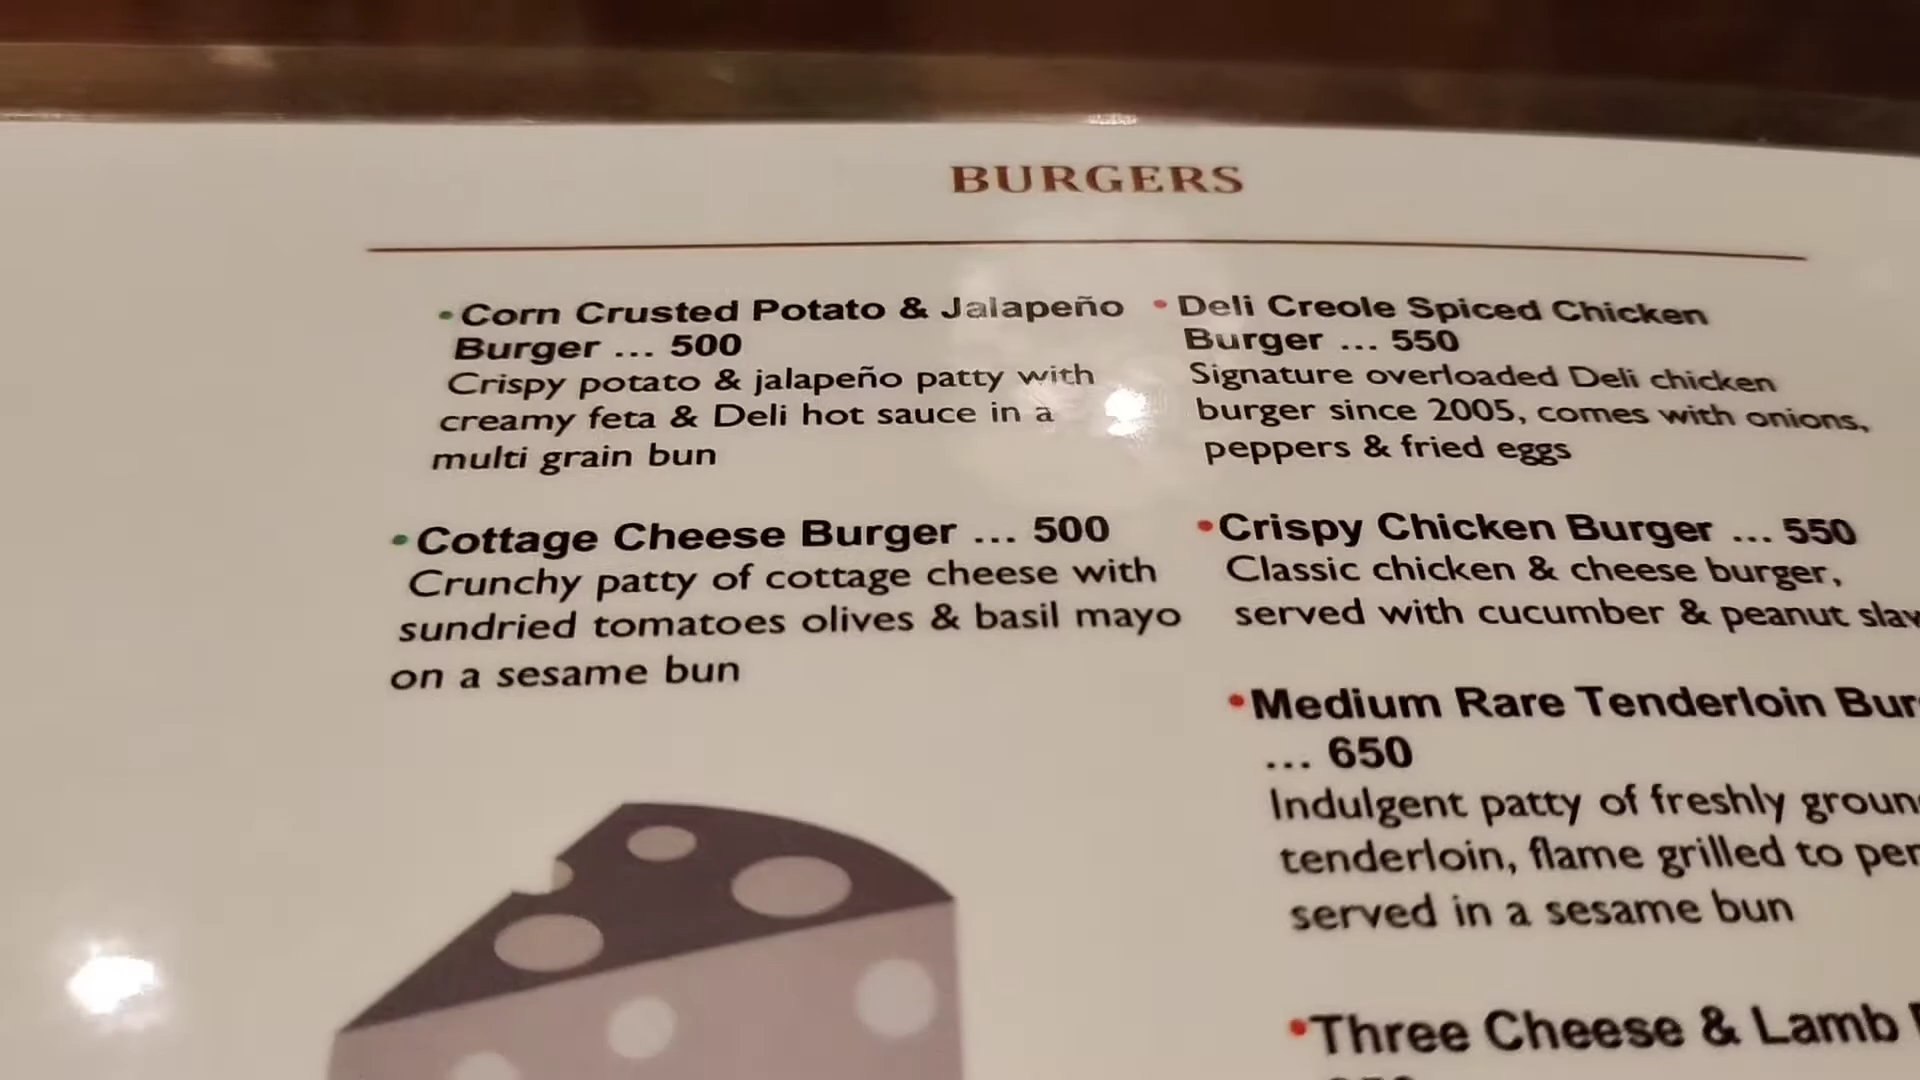 BURGERS
•Corn Crusted Potato & Jalapeño
Burger ... 500
Crispy potato & jalapeño patty with
creamy feta & Deli hot sauce in a
multi grain bun
•Cottage Cheese Burger ... 500
Crunchy patty of cottage cheese with
sundried tomatoes olives & basil mayo
on a sesame bun
•Deli Creole Spiced Chicken
Burger ... 550
Signature overloaded Deli chicken
burger since 2005, comes with onions,
peppers & fried eggs
•Crispy Chicken Burger ... 550
Classic chicken & cheese burger,
served with cucumber & peanut
•Medium Rare Tenderloin
... 650
Indulgent patty of freshly
tenderloin, flame grilled to
served in a sesame bun
•Three Cheese & Lamb